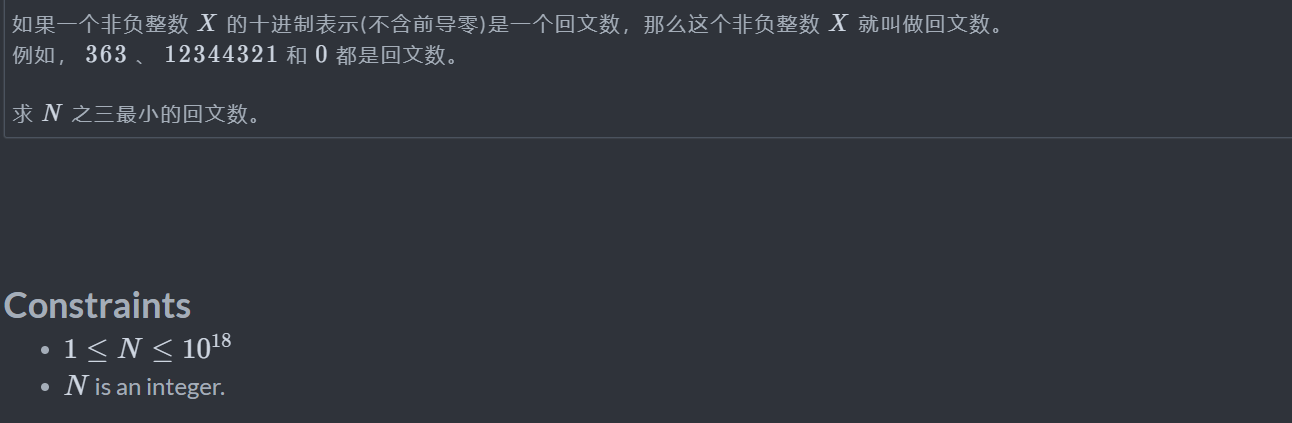 如果一个非负整数 X 的十进制表示(不含前导零)是一个回文数，那么这个非负整数 X 就叫做回文数。
例如， 363 、 12344321 和 0 都是回文数。
求 N 之三最小的回文数。
Constraints
• 1 ≤ N ≤ 10^18
• N is an integer.